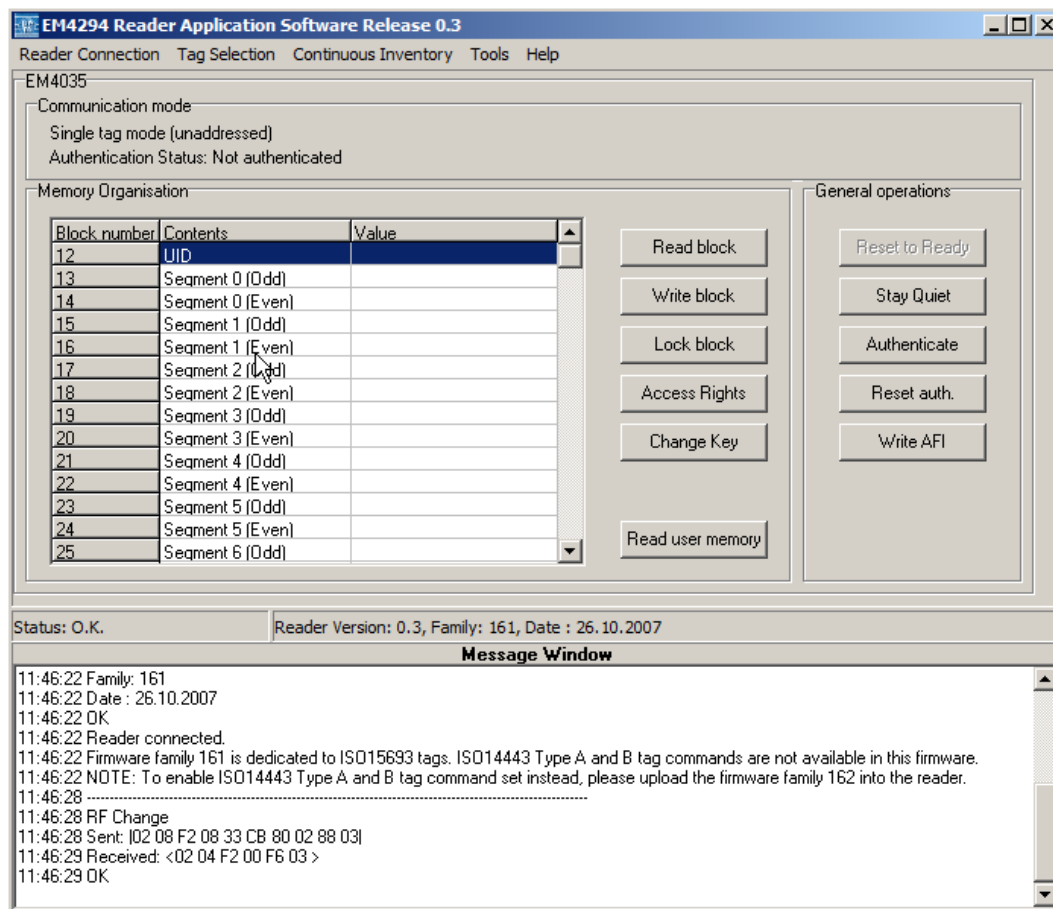 EM4294 Reader Application Software Release 0.3
Reader Connection Tag Selection Continuous Inventory Tools Help
EM4035
Communication mode
Single tag mode (unaddressed)
Authentication Status: Not authenticated
Memory Organisation
Block number Contents Value
12 UID
13 Segment 0 (Odd)
14 Segment 0 (Even)
15 Segment 1 (Odd)
16 Segment 1 (Even)
17 Segment 2 (Odd)
18 Segment 2 (Even)
19 Segment 3 (Odd)
20 Segment 3 (Even)
21 Segment 4 (Odd)
22 Segment 4 (Even)
23 Segment 5 (Odd)
24 Segment 5 (Even)
25 Segment 6 (Odd)
Read block
Write block
Lock block
Access Rights
Change Key
Read user memory
General operations
Reset to Ready
Stay Quiet
Authenticate
Reset auth.
Write AFI
Status: O.K.
Reader Version: 0.3, Family: 161, Date : 26.10.2007
Message Window
11:46:22 Family: 161
11:46:22 Date : 26.10.2007
11:46:22 OK
11:46:22 Reader connected.
11:46:22 Firmware family 161 is dedicated to ISO15693 tags. ISO14443 Type A and B tag commands are not available in this firmware.
11:46:22 NOTE: To enable ISO14443 Type A and B tag command set instead, please upload the firmware family 162 into the reader.
11:46:28 ----------------------------------------------------------------------------------------------------
11:46:28 RF Change
11:46:28 Sent: |02 08 F2 08 33 CB 80 02 88 03|
11:46:29 Received: <02 04 F2 00 F6 03 >
11:46:29 OK